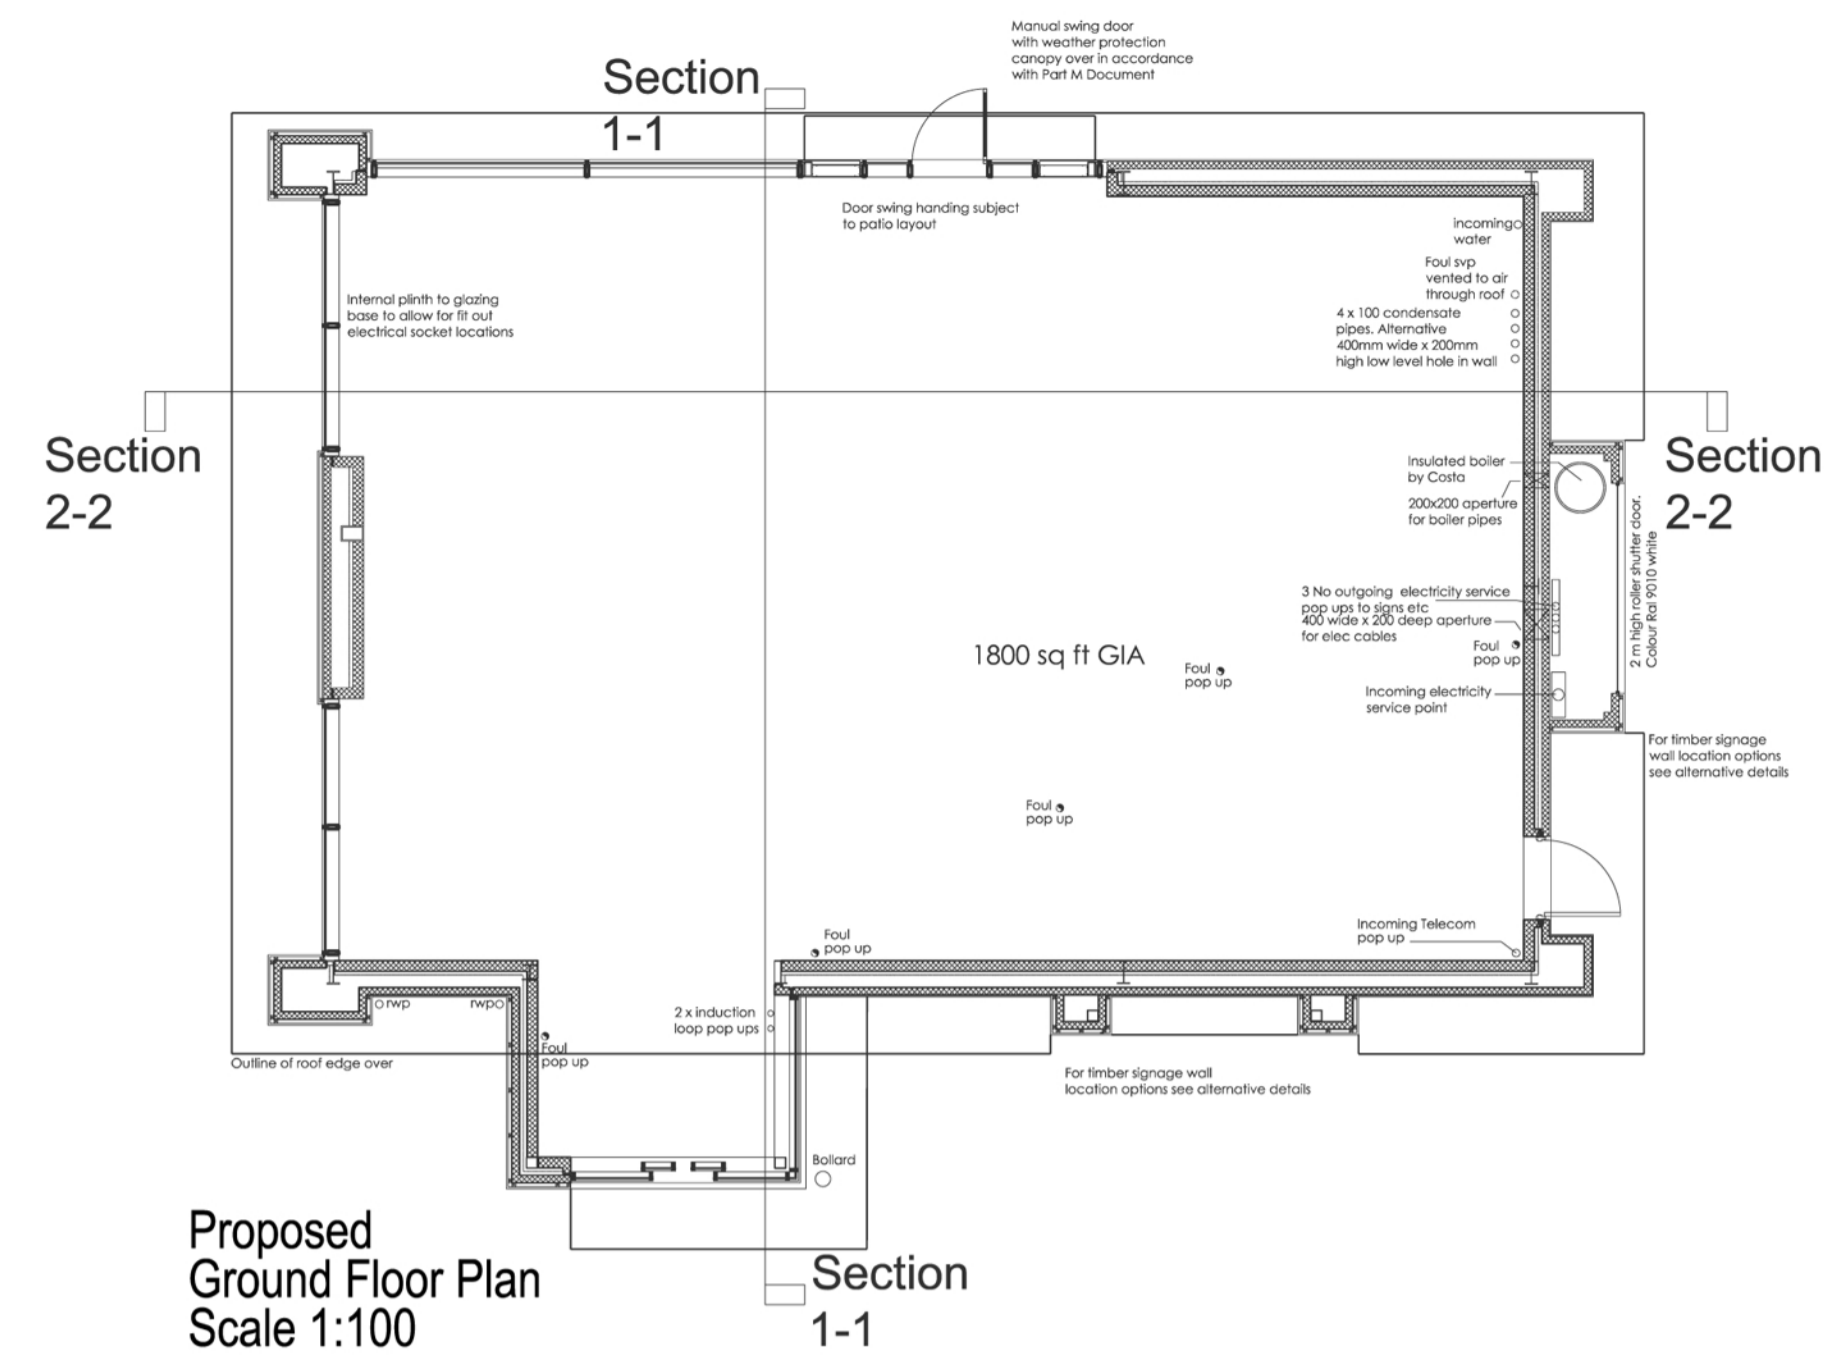 Manual swing door
with weather protection
canopy over in accordance
with Part M Document
Section
1-1
Door swing handing subject
to patio layout
incoming
water
Foul svp
vented to air
through roof
Internal plinth to glazing
base to allow for fit out
electrical socket locations
4 x 100 condensate
pipes. Alternative
400mm wide x 200mm
high low level hole in wall
Section
2-2
Section
2-2
Insulated boiler
by Costa
200x200 aperture
for boiler pipes
2 m high roller shutter door.
Colour Ral 9010 white
3 No outgoing electricity service
pop ups to signs etc
400 wide x 200 deep aperture
for elec cables
Foul
pop up
1800 sq ft GIA
Foul
pop up
Incoming electricity
service point
For timber signage
wall location options
see alternative details
Foul
pop up
Foul
pop up
Incoming Telecom
pop up
rwp
rwp
2 x induction
loop pop ups
Foul
pop up
Outline of roof edge over
For timber signage wall
location options see alternative details
Bollard
Proposed
Ground Floor Plan
Scale 1:100
Section
1-1